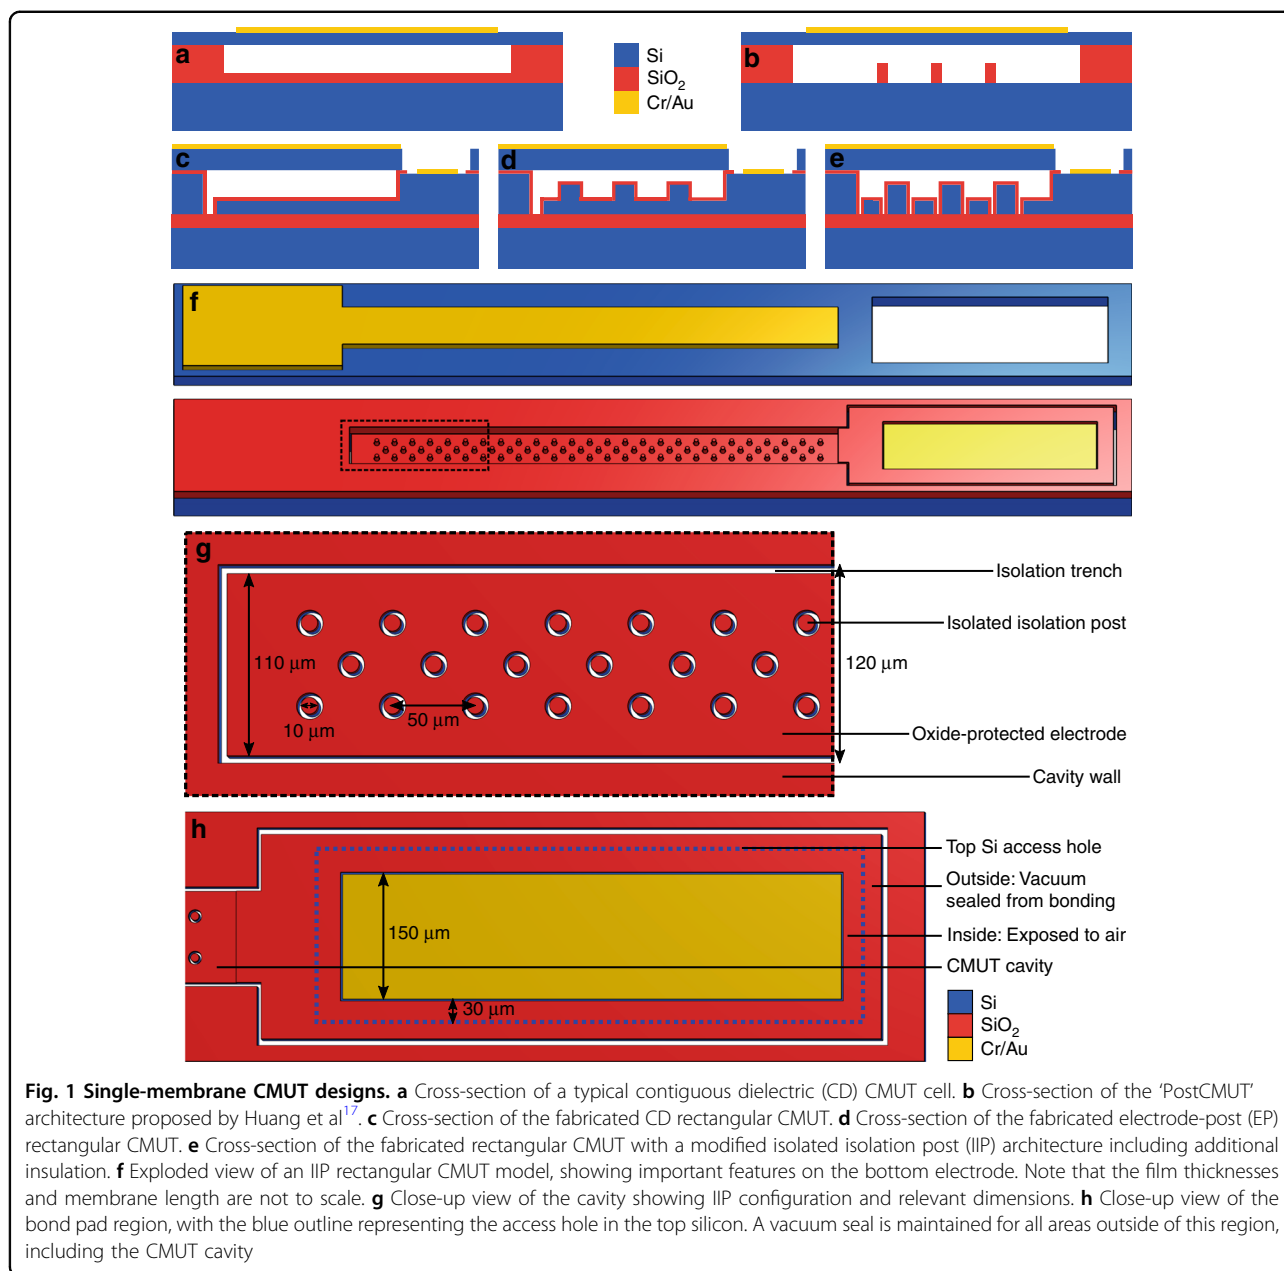 a
Si
SiO2
Cr/Au
b
c
d
e
f
g
Isolation trench
Isolated isolation post
110 μm
120 μm
10 μm
50 μm
Oxide-protected electrode
Cavity wall
h
Top Si access hole
Outside: Vacuum
sealed from bonding
150 μm
Inside: Exposed to air
CMUT cavity
30 μm
Si
SiO2
Cr/Au
Fig. 1 Single-membrane CMUT designs. a Cross-section of a typical contiguous dielectric (CD) CMUT cell. b Cross-section of the ‘PostCMUT’
architecture proposed by Huang et al17. c Cross-section of the fabricated CD rectangular CMUT. d Cross-section of the fabricated electrode-post (EP)
rectangular CMUT. e Cross-section of the fabricated rectangular CMUT with a modified isolated isolation post (IIP) architecture including additional
insulation. f Exploded view of an IIP rectangular CMUT model, showing important features on the bottom electrode. Note that the film thicknesses
and membrane length are not to scale. g Close-up view of the cavity showing IIP configuration and relevant dimensions. h Close-up view of the
bond pad region, with the blue outline representing the access hole in the top silicon. A vacuum seal is maintained for all areas outside of this region,
including the CMUT cavity